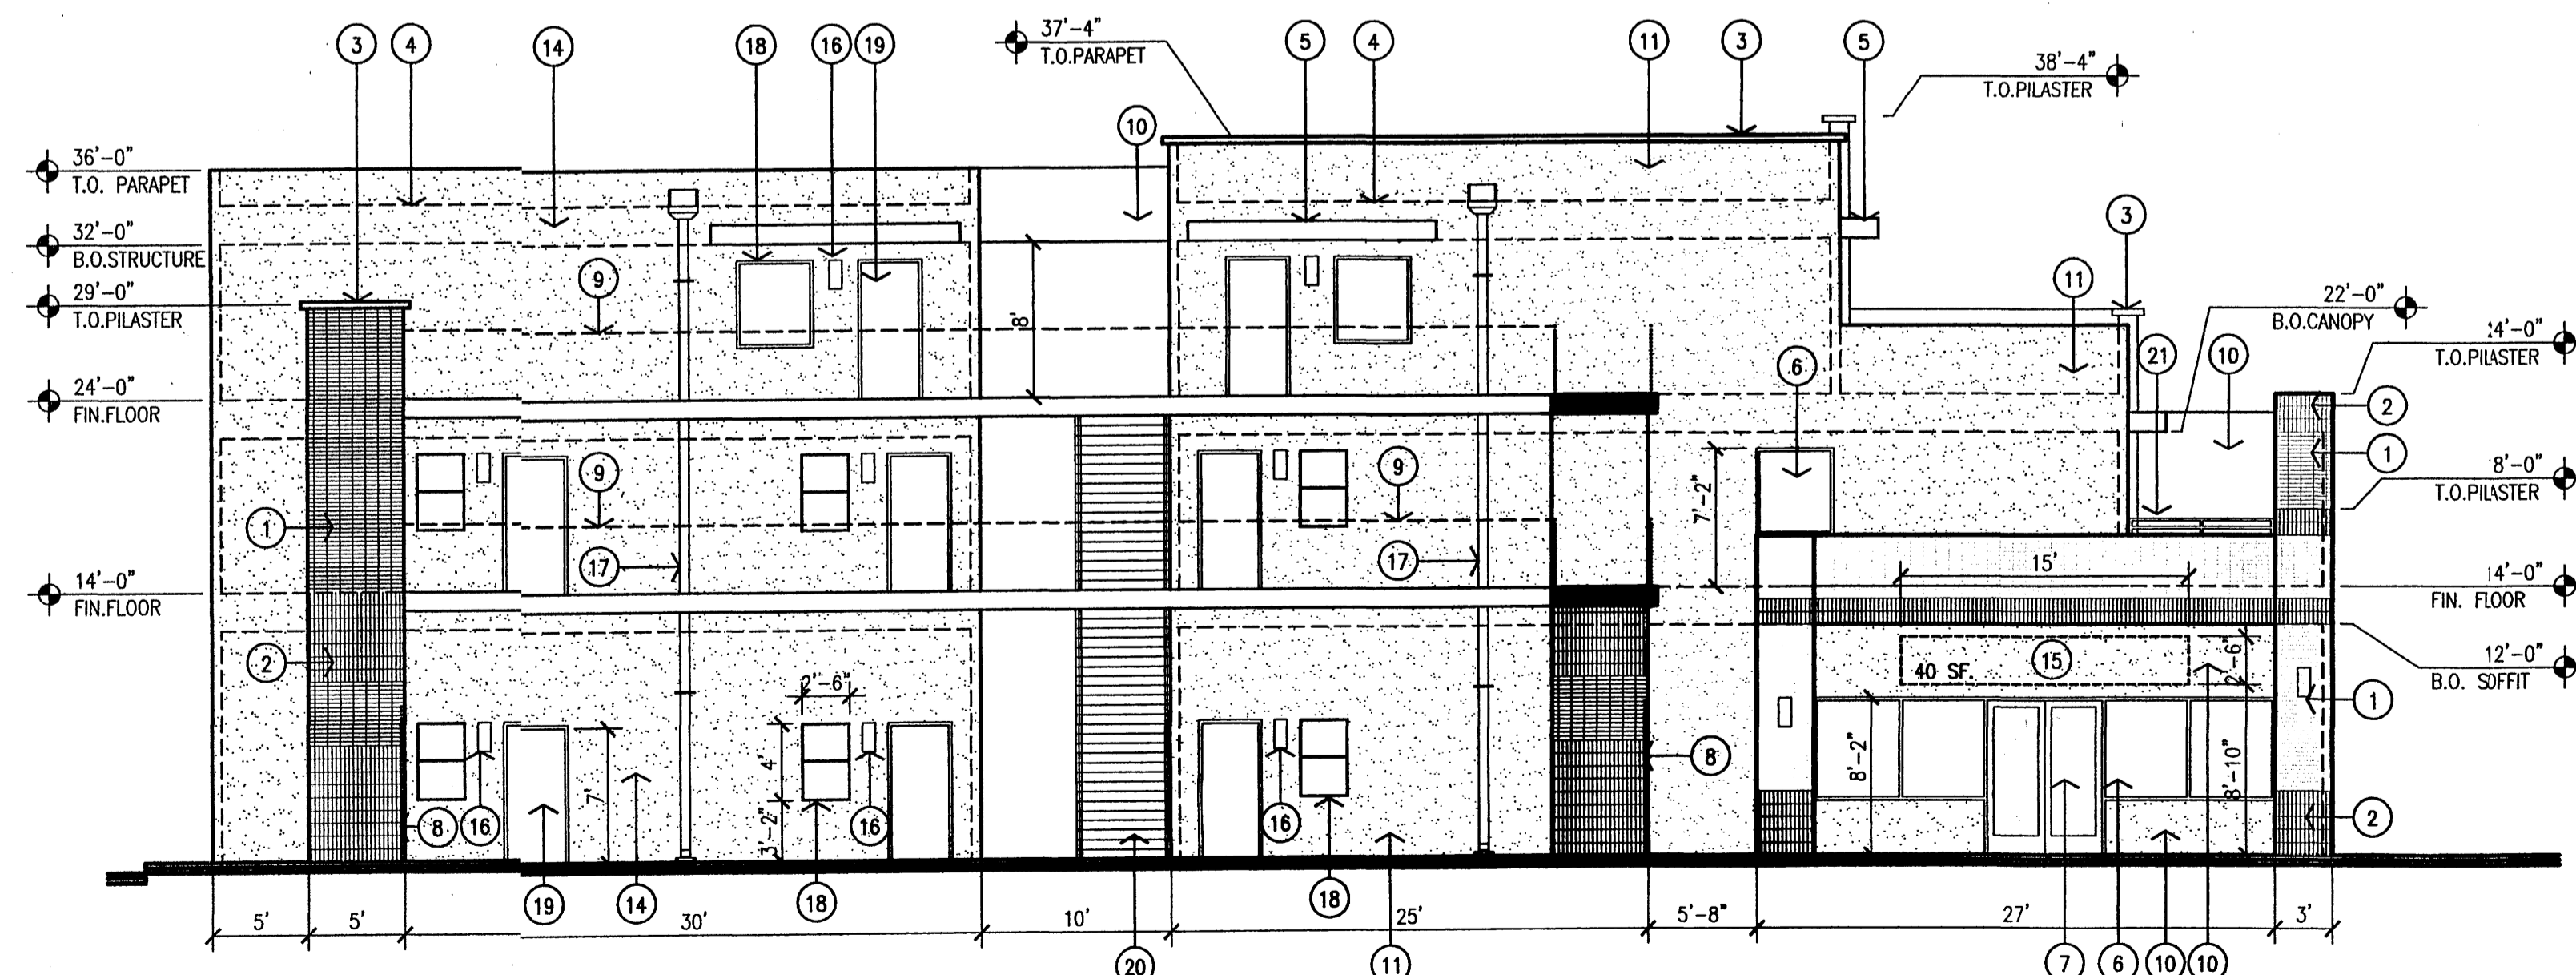 3 4 14 18 16 19
37'-4"
T.O.PARAPET
5 4 11 3 5
38'-4"
T.O.PILASTER
10
36'-0"
T.O. PARAPET
32'-0"
B.O.STRUCTURE
3
9
11
29'-0"
T.O.PILASTER
8'
22'-0"
B.O.CANOPY
14'-0"
T.O.PILASTER
6
21 10
24'-0"
FIN.FLOOR
2
9
9
1
8'-0"
T.O.PILASTER
7'-2"
1
17
17
15'
14'-0"
FIN.FLOOR
14'-0"
FIN. FLOOR
2
40 SF.
15
2'-6"
12'-0"
B.O. SOFFIT
2'-6"
1
4'
7'
8
8'-2"
8'-10"
3'-2"
8 16
16
16
2
19 14 18
18
5' 5' 30' 10' 25' 5'-8" 27' 3'
20 11 7 6 10 10